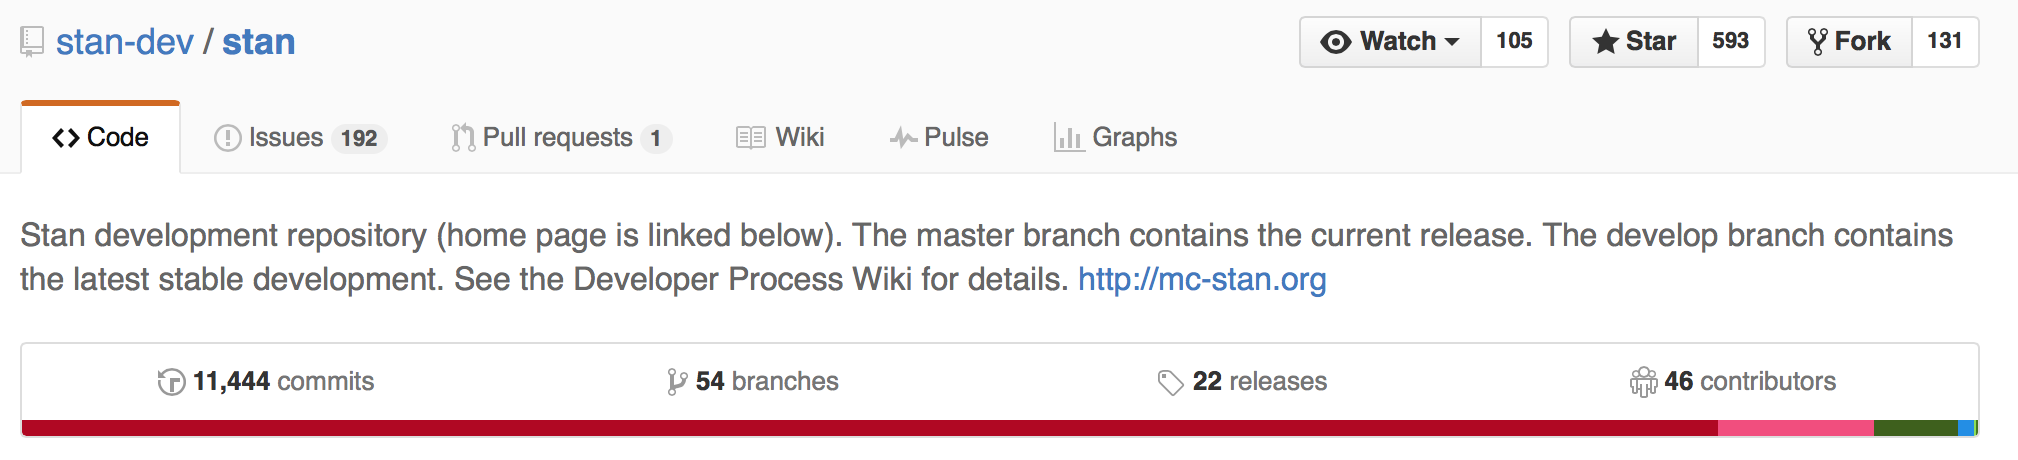 stan-dev / stan
Watch 105 Star 593 Fork 131
Code Issues 192 Pull requests 1 Wiki Pulse Graphs
Stan development repository (home page is linked below). The master branch contains the current release. The develop branch contains
the latest stable development. See the Developer Process Wiki for details. http://mc-stan.org
11,444 commits 54 branches 22 releases 46 contributors